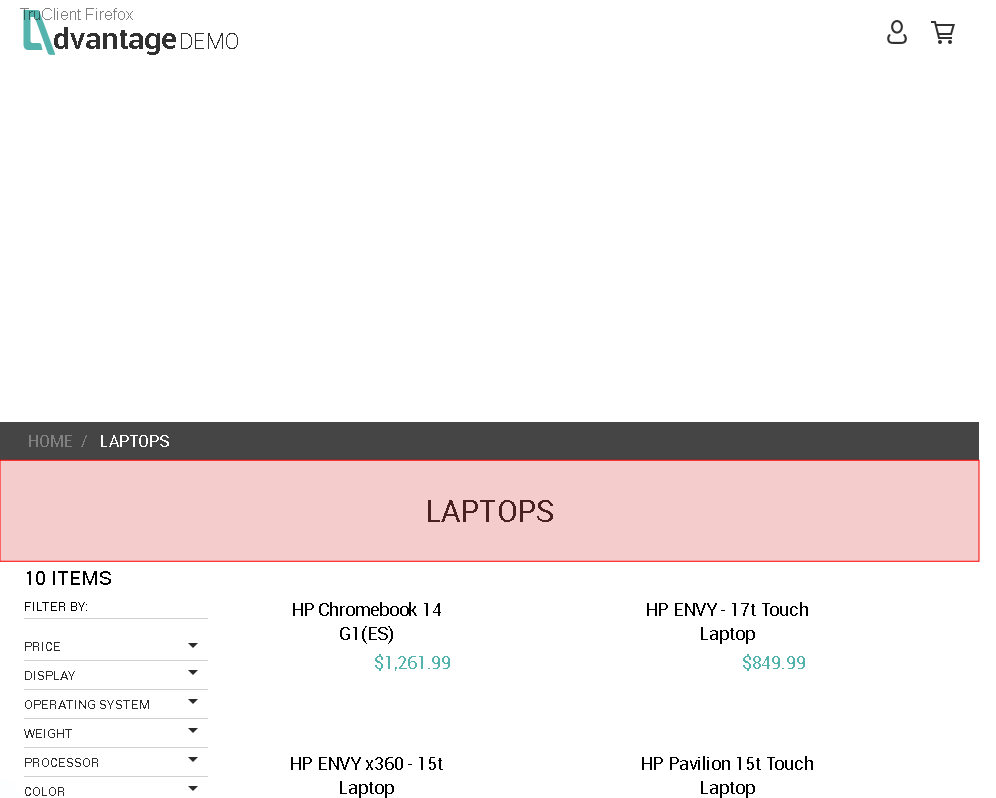 TruClient Firefox
dvantage DEMO
HOME / LAPTOPS
LAPTOPS
10 ITEMS
FILTER BY:
PRICE
DISPLAY
OPERATING SYSTEM
WEIGHT
PROCESSOR
COLOR
HP Chromebook 14
G1(ES)
$1,261.99
HP ENVY - 17t Touch
Laptop
$849.99
HP ENVY x360 - 15t
Laptop
HP Pavilion 15t Touch
Laptop